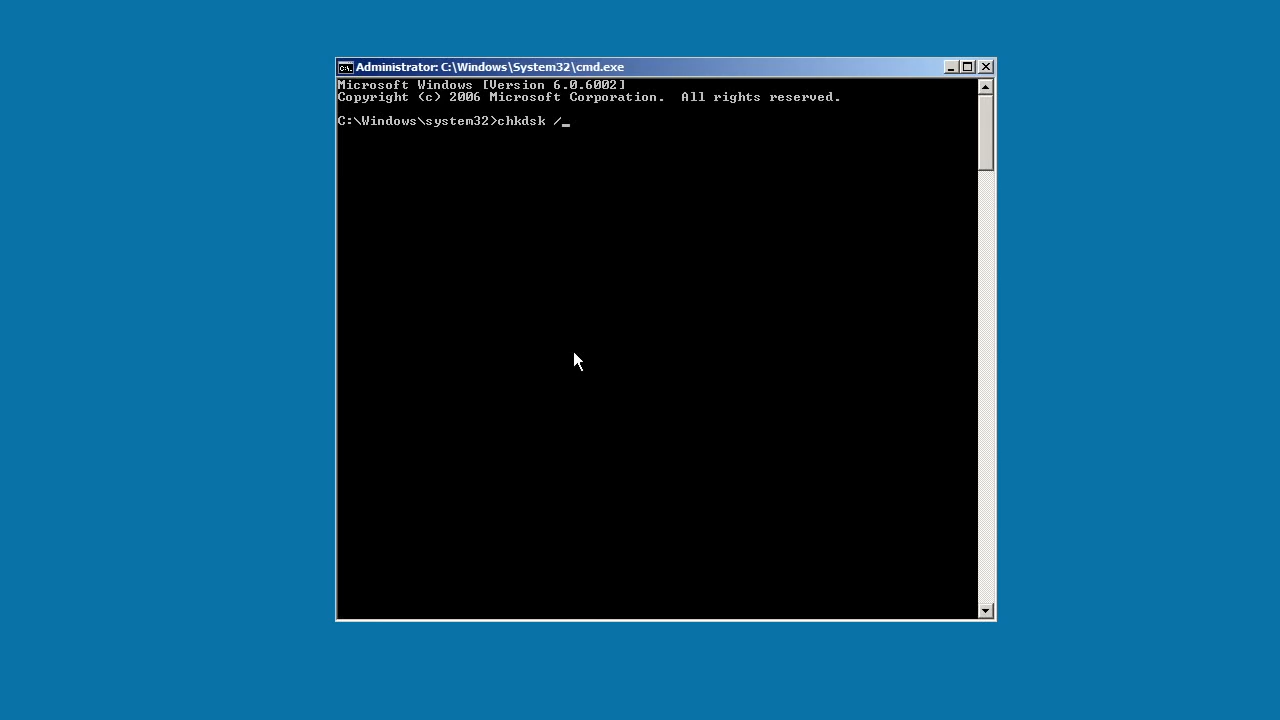 Administrator: C:\Windows\System32\cmd.exe
Microsoft Windows [Version 6.0.6002]
Copyright (c) 2006 Microsoft Corporation.  All rights reserved.
C:\Windows\system32>chkdsk /_